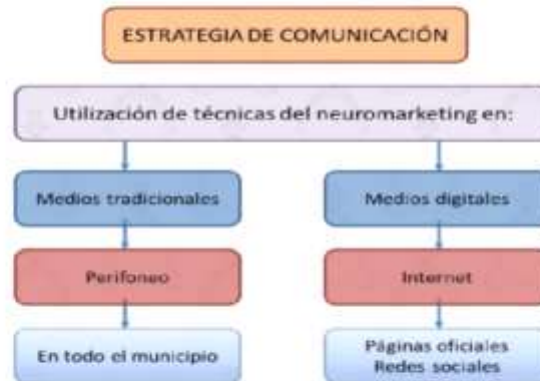 ESTRATEGIA DE COMUNICACIÓN
Utilización de técnicas del neuromarketing en:
Medios tradicionales
Medios digitales
Perifoneo
Internet
En todo el municipio
Páginas oficiales
Redes sociales